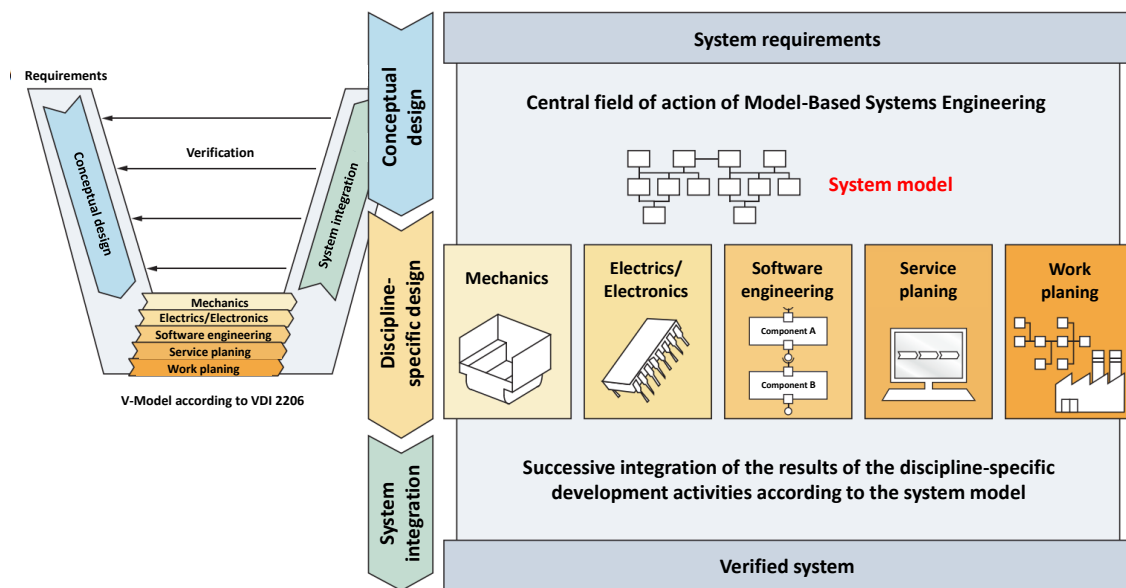 Requirements
Verification
Conceptual design
System integration
Mechanics
Electrics/Electronics
Software engineering
Service planing
Work planing
V-Model according to VDI 2206
Conceptual
design
Discipline-
specific design
System
integration
System requirements
Central field of action of Model-Based Systems Engineering
System model
Mechanics
Electrics/
Electronics
Software
engineering
Component A
Component B
Service
planing
Work
planing
Successive integration of the results of the discipline-specific
development activities according to the system model
Verified system